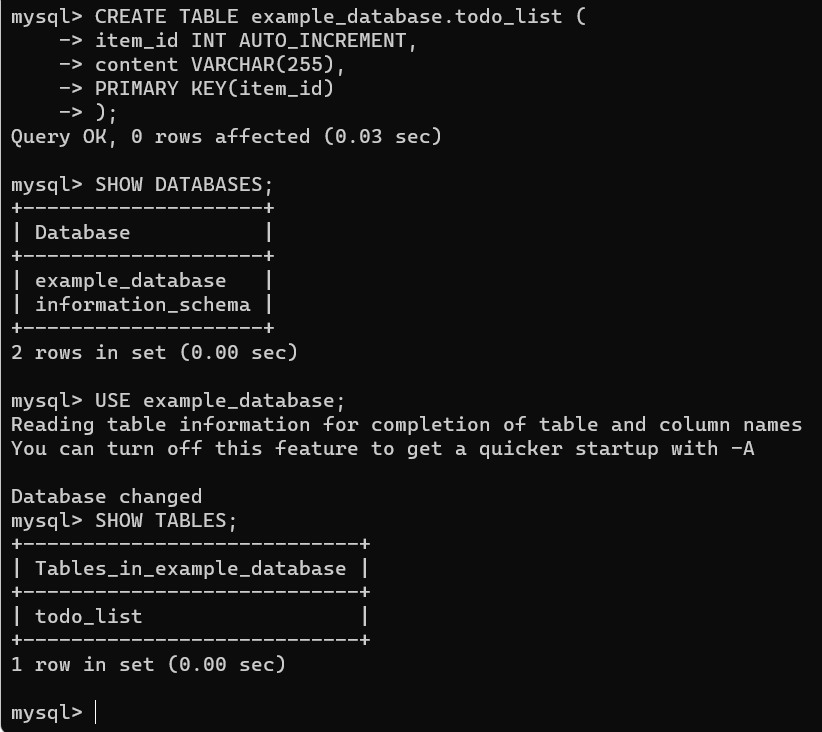 mysql> CREATE TABLE example_database.todo_list (
    -> item_id INT AUTO_INCREMENT,
    -> content VARCHAR(255),
    -> PRIMARY KEY(item_id)
    -> );
Query OK, 0 rows affected (0.03 sec)

mysql> SHOW DATABASES;
+--------------------+
| Database           |
+--------------------+
| example_database   |
| information_schema |
+--------------------+
2 rows in set (0.00 sec)

mysql> USE example_database;
Reading table information for completion of table and column names
You can turn off this feature to get a quicker startup with -A

Database changed
mysql> SHOW TABLES;
+----------------------------+
| Tables_in_example_database |
+----------------------------+
| todo_list                  |
+----------------------------+
1 row in set (0.00 sec)

mysql>